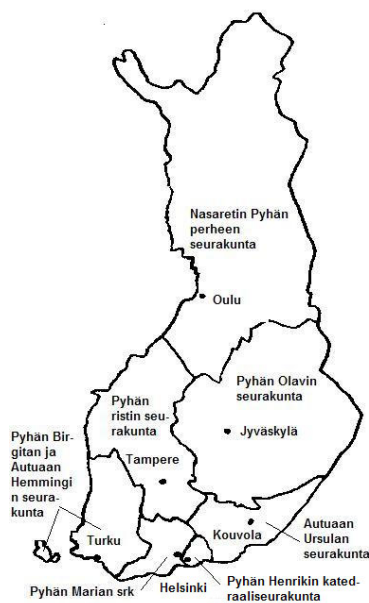 Nasaretin Pyhän
perheen
seurakunta
Oulu
Pyhän Olavin
seurakunta
Pyhän
ristin seu-
rakunta
Jyväskylä
Pyhän Bir-
gitan ja
Autuaan
Hemmingi
n seura-
kunta
Tampere
Turku
Kouvola
Autuaan
Ursulan
seurakunta
Pyhän Marian srk
Helsinki
Pyhän Henrikin kated-
raaliseurakunta